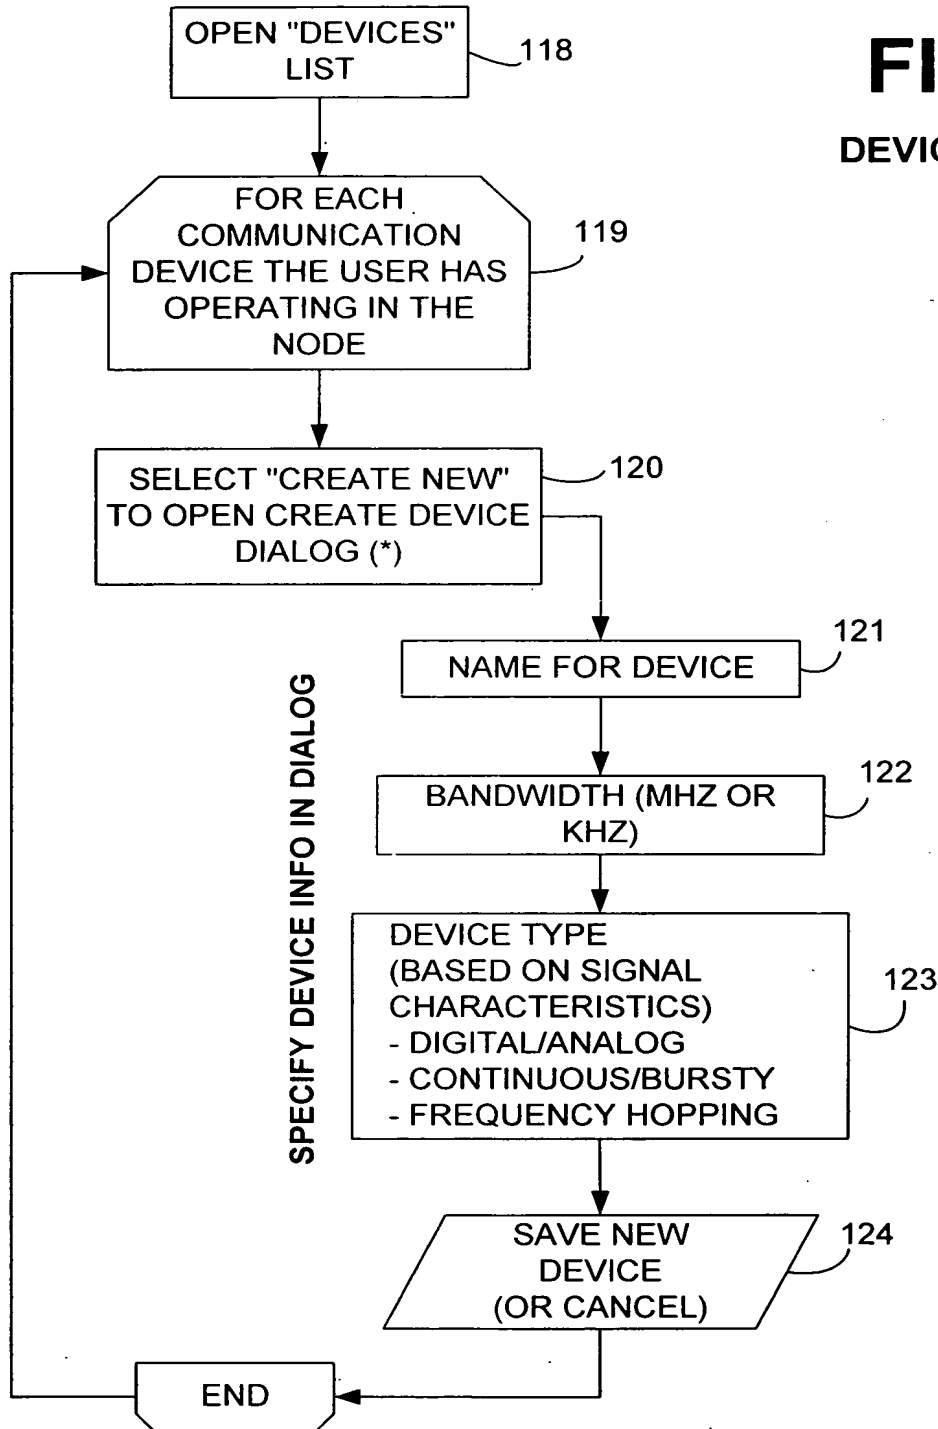 OPEN "DEVICES"
LIST
118
FI
DEVIC
FOR EACH
COMMUNICATION
DEVICE THE USER HAS
OPERATING IN THE
NODE
119
SELECT "CREATE NEW"
TO OPEN CREATE DEVICE
DIALOG (*)
120
SPECIFY DEVICE INFO IN DIALOG
NAME FOR DEVICE
121
BANDWIDTH (MHZ OR
KHZ)
122
DEVICE TYPE
(BASED ON SIGNAL
CHARACTERISTICS)
- DIGITAL/ANALOG
- CONTINUOUS/BURSTY
- FREQUENCY HOPPING
123
SAVE NEW
DEVICE
(OR CANCEL)
124
END